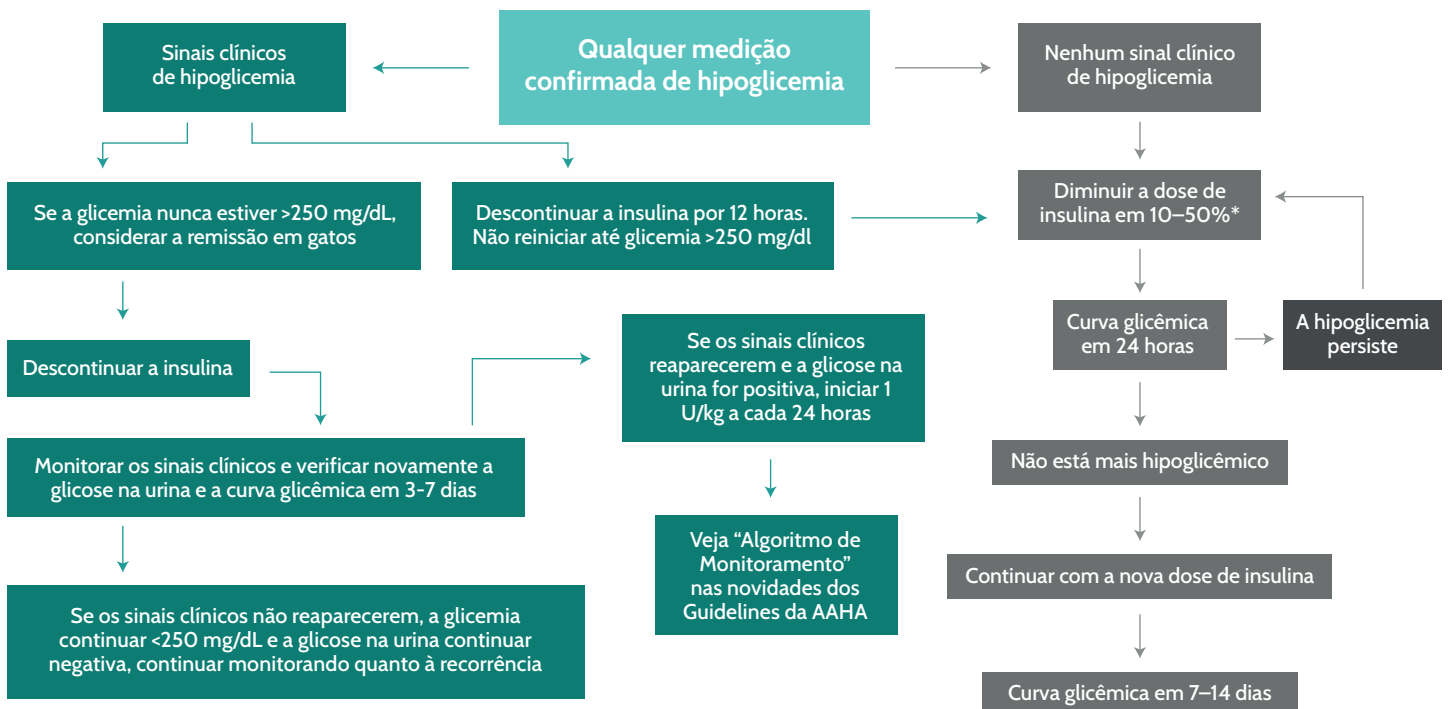 Qualquer medição
confirmada de hipoglicemia
Sinais clínicos
de hipoglicemia
Nenhum sinal clínico
de hipoglicemia
Se a glicemia nunca estiver >250 mg/dL,
considerar a remissão em gatos
Descontinuar a insulina por 12 horas.
Não reiniciar até glicemia >250 mg/dl
Diminuir a dose de
insulina em 10–50%*
Descontinuar a insulina
Se os sinais clínicos
reaparecerem e a glicose na
urina for positiva, iniciar 1
U/kg a cada 24 horas
Curva glicêmica
em 24 horas
A hipoglicemia
persiste
Monitorar os sinais clínicos e verificar novamente a
glicose na urina e a curva glicêmica em 3-7 dias
Não está mais hipoglicêmico
Veja “Algoritmo de
Monitoramento”
nas novidades dos
Guidelines da AAHA
Continuar com a nova dose de insulina
Se os sinais clínicos não reaparecerem, a glicemia
continuar <250 mg/dL e a glicose na urina continuar
negativa, continuar monitorando quanto à recorrência
Curva glicêmica em 7–14 dias